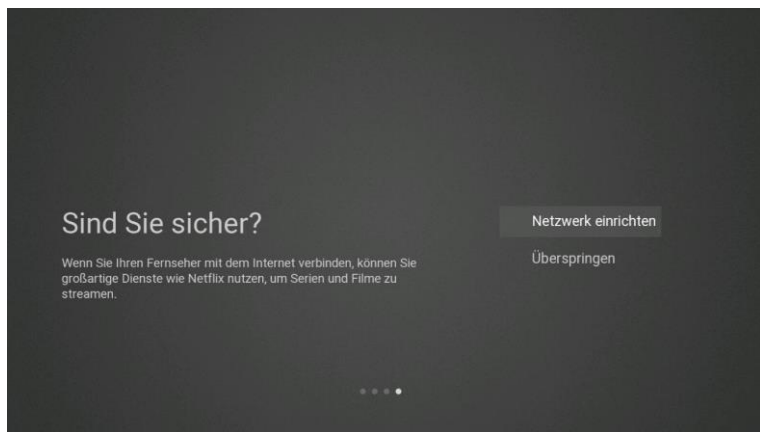 Sind Sie sicher?
Wenn Sie Ihren Fernseher mit dem Internet verbinden, können Sie
großartige Dienste wie Netflix nutzen, um Serien und Filme zu
streamen.
Netzwerk einrichten
Überspringen